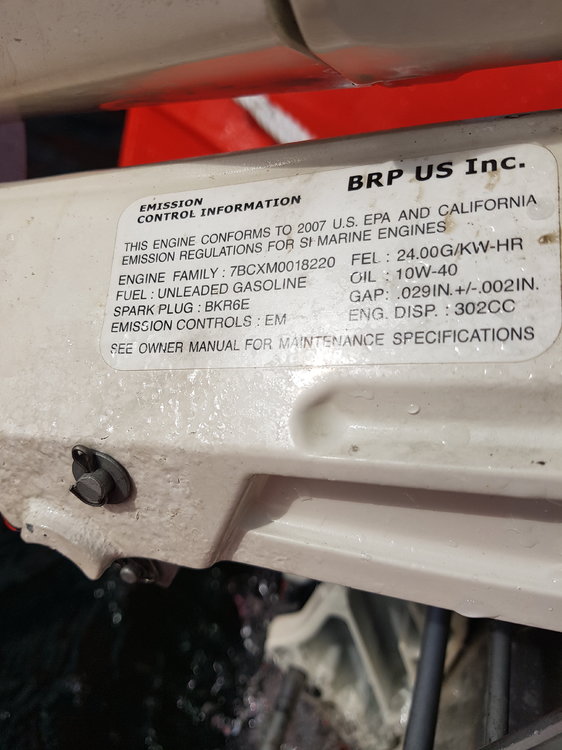 EMISSION
CONTROL INFORMATION
BRP US Inc.
THIS ENGINE CONFORMS TO 2007 U.S. EPA AND CALIFORNIA
EMISSION REGULATIONS FOR SI MARINE ENGINES
ENGINE FAMILY : 7BCXM0018220
FEL : 24.00G/KW-HR
FUEL : UNLEADED GASOLINE
OIL : 10W-40
SPARK PLUG : BKR6E
GAP: .029IN.+/-.002IN.
EMISSION CONTROLS : EM
ENG. DISP. : 302CC
SEE OWNER MANUAL FOR MAINTENANCE SPECIFICATIONS